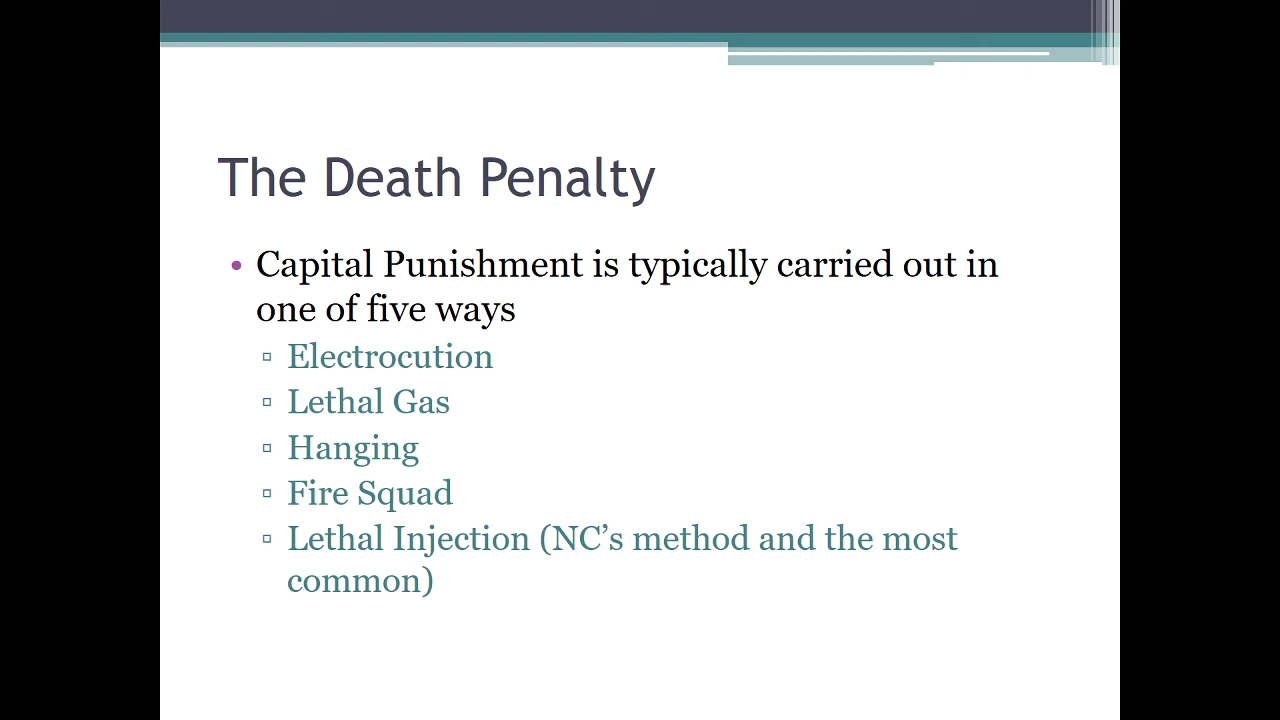 The Death Penalty
• Capital Punishment is typically carried out in
one of five ways
▫ Electrocution
▫ Lethal Gas
▫ Hanging
▫ Fire Squad
▫ Lethal Injection (NC’s method and the most
common)